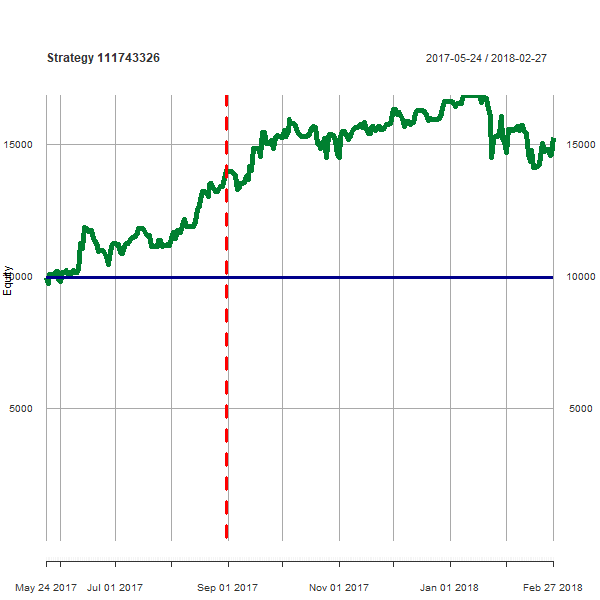 Strategy 111743326
2017-05-24 / 2018-02-27
15000
15000
10000
10000
Equity
5000
5000
May 24 2017
Jul 01 2017
Sep 01 2017
Nov 01 2017
Jan 01 2018
Feb 27 2018